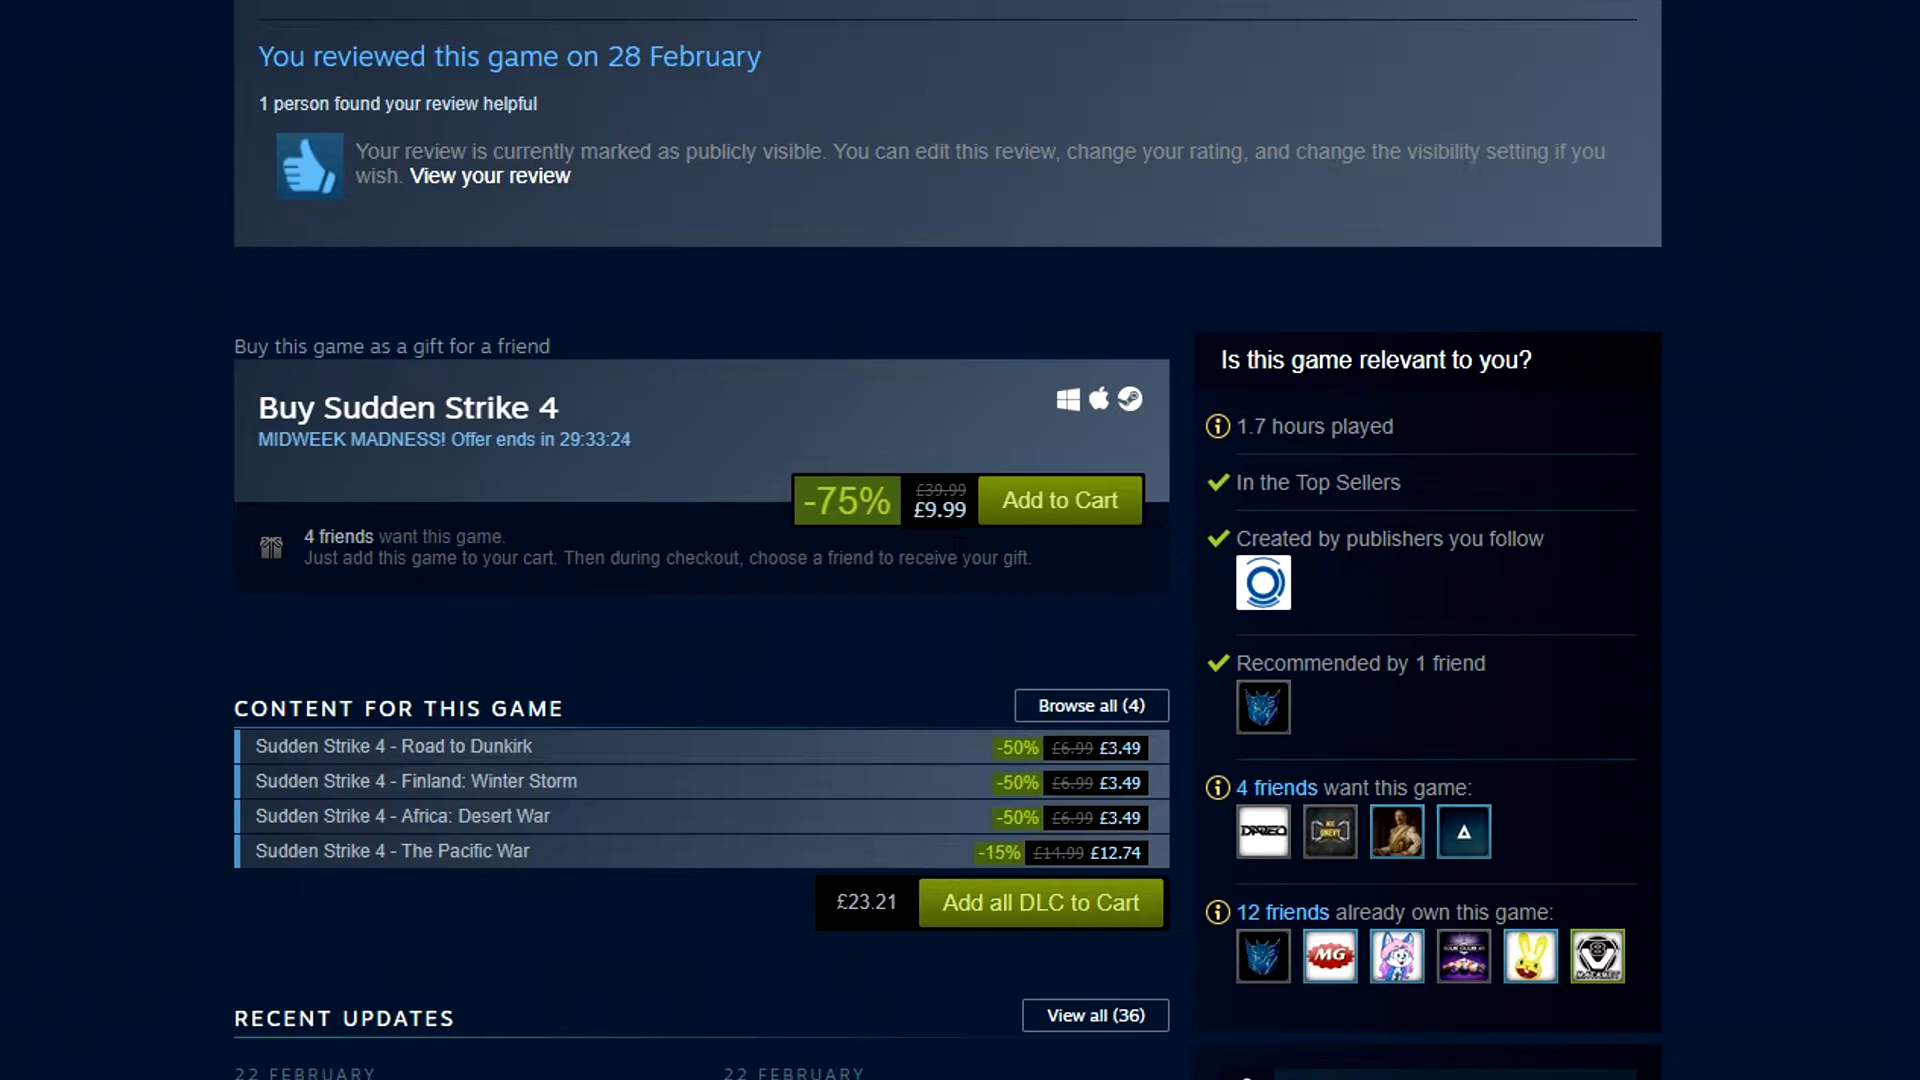 You reviewed this game on 28 February
1 person found your review helpful
Your review is currently marked as publicly visible. You can edit this review, change your rating, and change the visibility setting if you
wish. View your review
Buy this game as a gift for a friend
Buy Sudden Strike 4
MIDWEEK MADNESS! Offer ends in 29:33:24
-75%
£39.99
£9.99
Add to Cart
4 friends want this game.
Just add this game to your cart. Then during checkout, choose a friend to receive your gift.
CONTENT FOR THIS GAME
Browse all (4)
Sudden Strike 4 - Road to Dunkirk -50% £6.99 £3.49
Sudden Strike 4 - Finland: Winter Storm -50% £6.99 £3.49
Sudden Strike 4 - Africa: Desert War -50% £6.99 £3.49
Sudden Strike 4 - The Pacific War -15% £14.99 £12.74
£23.21 Add all DLC to Cart
RECENT UPDATES
View all (36)
22 FEBRUARY
22 FEBRUARY
Is this game relevant to you?
1.7 hours played
In the Top Sellers
Created by publishers you follow
Recommended by 1 friend
4 friends want this game:
12 friends already own this game:
MG